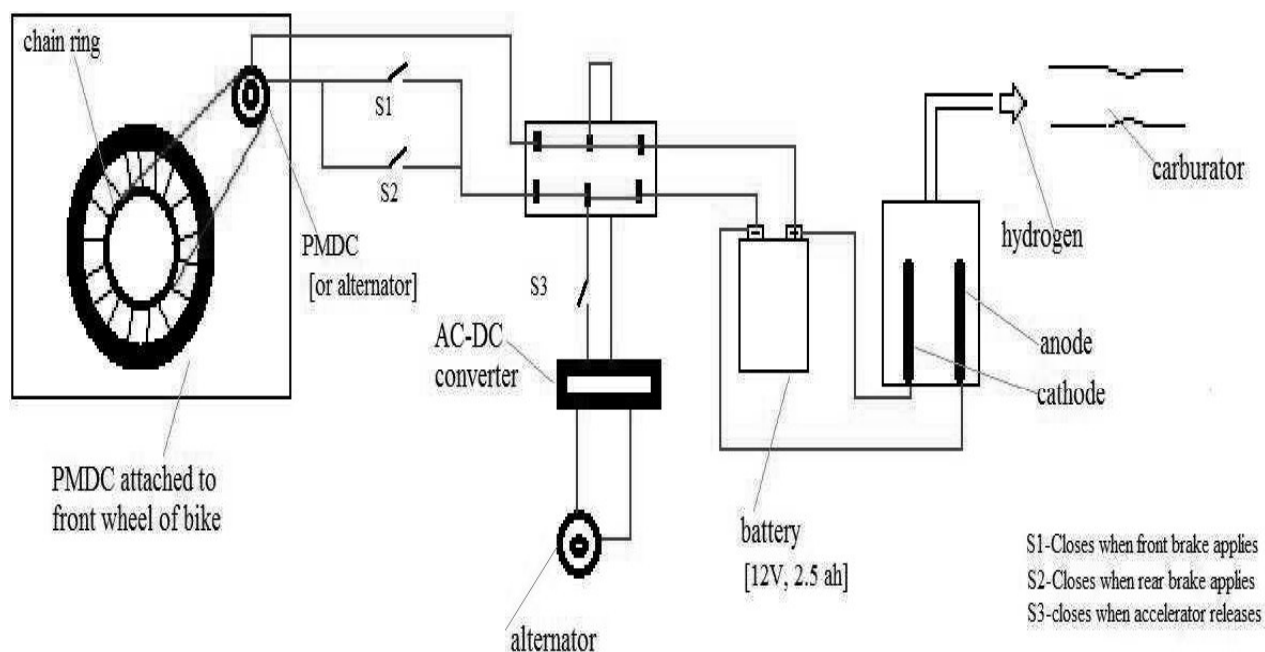 chain ring
S1
S2
PMDC
[or alternator]
S3
AC-DC
converter
PMDC attached to
front wheel of bike
alternator
battery
[12V, 2.5 ah]
hydrogen
carburator
anode
cathode
S1-Closes when front brake applies
S2-Closes when rear brake applies
S3-closes when accelerator releases